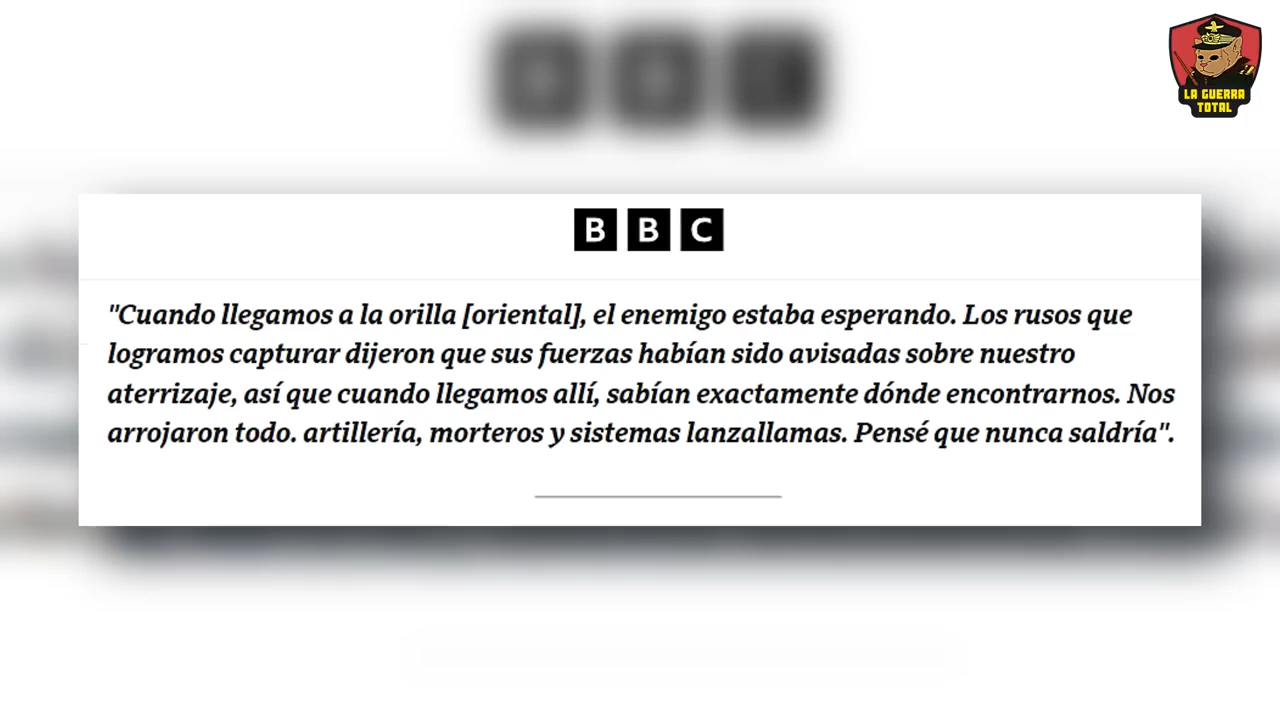 LA GUERRA
TOTAL
BBC
"Cuando llegamos a la orilla [oriental], el enemigo estaba esperando. Los rusos que
logramos capturar dijeron que sus fuerzas habían sido avisadas sobre nuestro
aterrizaje, así que cuando llegamos allí, sabían exactamente dónde encontrarnos. Nos
arrojaron todo. artillería, morteros y sistemas lanzallamas. Pensé que nunca saldría".